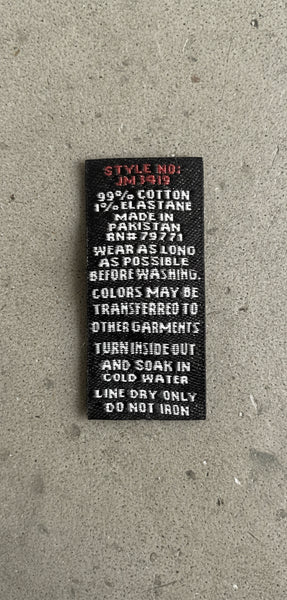 STYLE NO:
JM3419
99% COTTON
1% ELASTANE
MADE IN
PAKISTAN
RN# 79771
WEAR AS LONG
AS POSSIBLE
BEFORE WASHING.
COLORS MAY BE
TRANSFERRED TO
OTHER GARMENTS
TURN INSIDE OUT
AND SOAK IN
COLD WATER
LINE DRY ONLY
DO NOT IRON